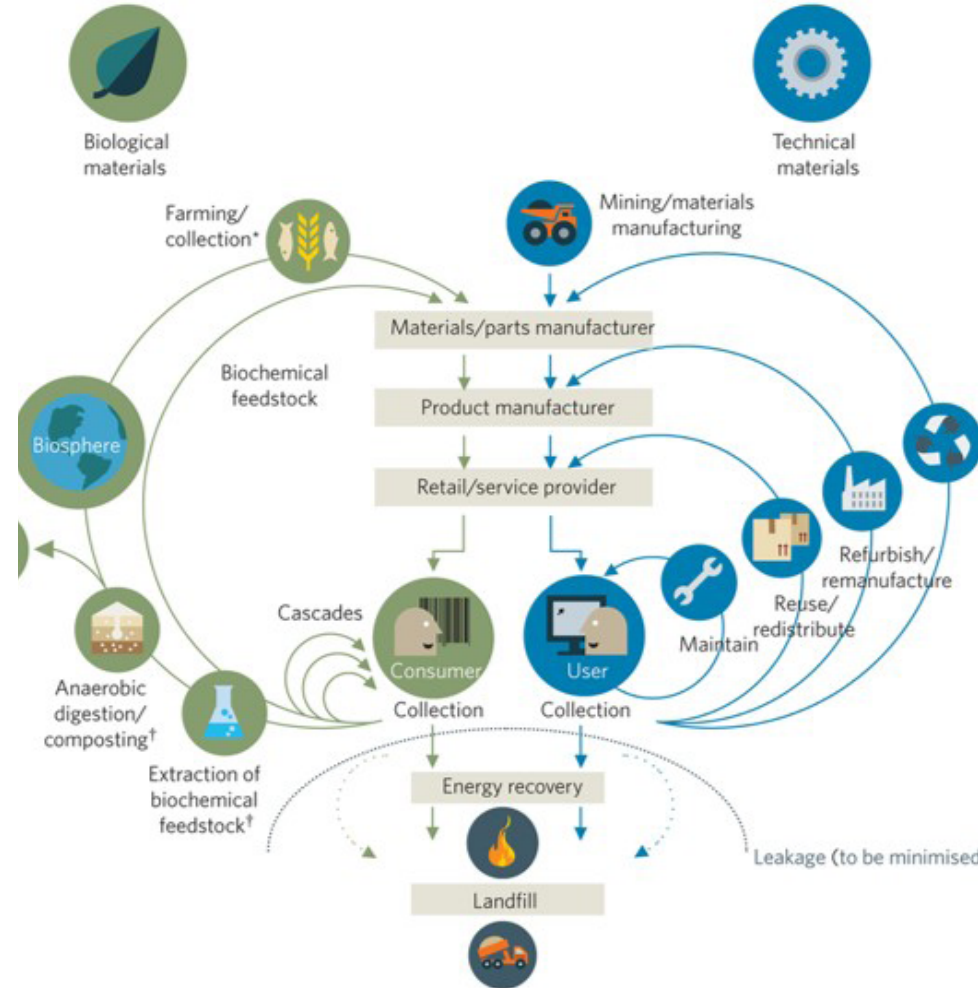 Biological
materials
Technical
materials
Farming/
collection*
Mining/materials
manufacturing
Materials/parts manufacturer
Biochemical
feedstock
Product manufacturer
Biosphere
Retail/service provider
Refurbish/
remanufacture
Reuse/
redistribute
Maintain
Cascades
Consumer
User
Collection
Collection
Anaerobic
digestion/
composting†
Extraction of
biochemical
feedstock†
Energy recovery
Leakage (to be minimised
Landfill